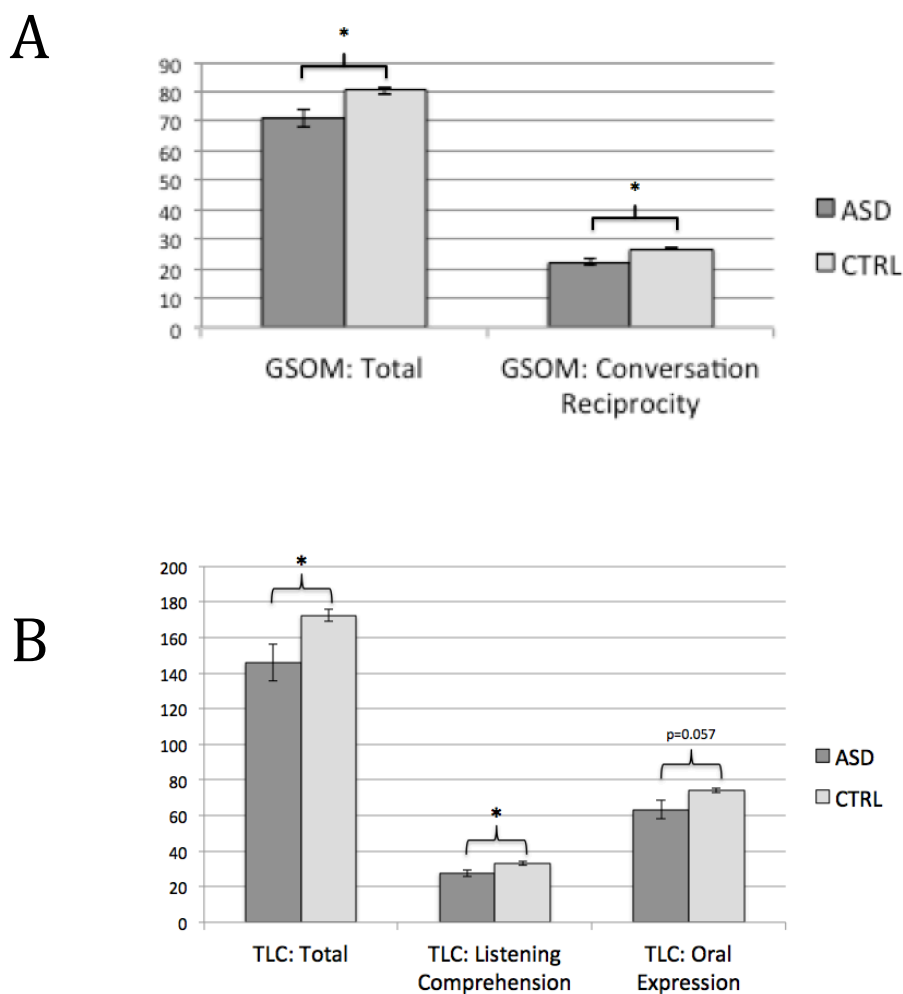 A
*
*
90
80
70
60
50
40
30
20
10
0
ASD
CTRL
GSOM: Total
GSOM: Conversation
Reciprocity
B
*
p=0.057
*
200
180
160
140
120
100
80
60
40
20
0
ASD
CTRL
TLC: Total
TLC: Listening
Comprehension
TLC: Oral
Expression